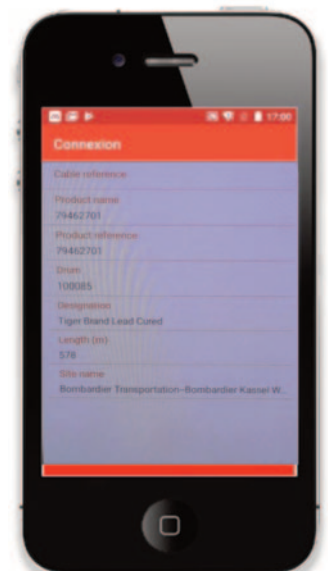 17:00
Connexion
Cable reference
Product name
79462701
Product reference
79462701
Drum
100085
Designation
Tiger Brand Lead Cored
Length (m)
578
Site name
Bombardier Transportation-Bombardier Kassel W..